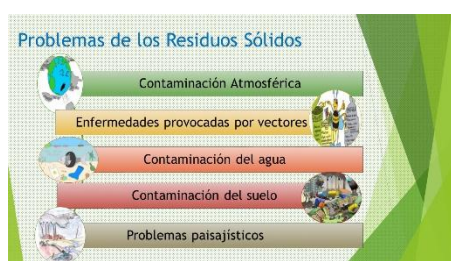 Problemas de los Residuos Sólidos
Contaminación Atmosférica
Enfermedades provocadas por vectores
Contaminación del agua
Contaminación del suelo
Problemas paisajísticos